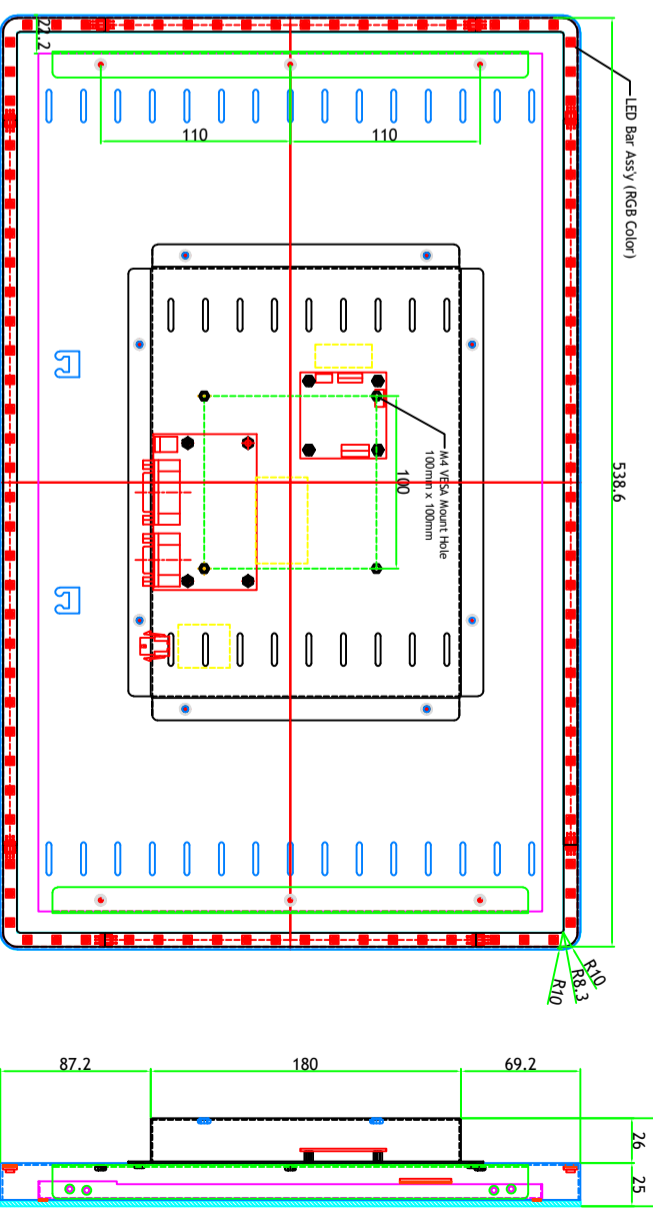 22.2
LED Bar Ass'y (RGB Color)
110
110
M4 VESA Mount Hole
100mm x 100mm
100
538.6
R10
R8.3
R10
87.2
180
69.2
26
25